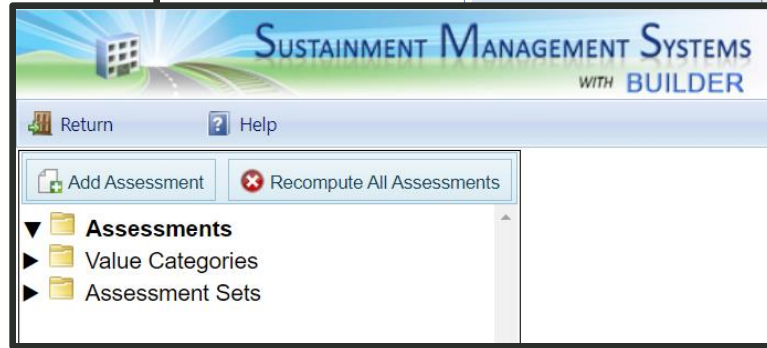 SUSTAINMENT MANAGEMENT SYSTEMS
WITH BUILDER
Return Help
Add Assessment Recompute All Assessments
Assessments
Value Categories
Assessment Sets